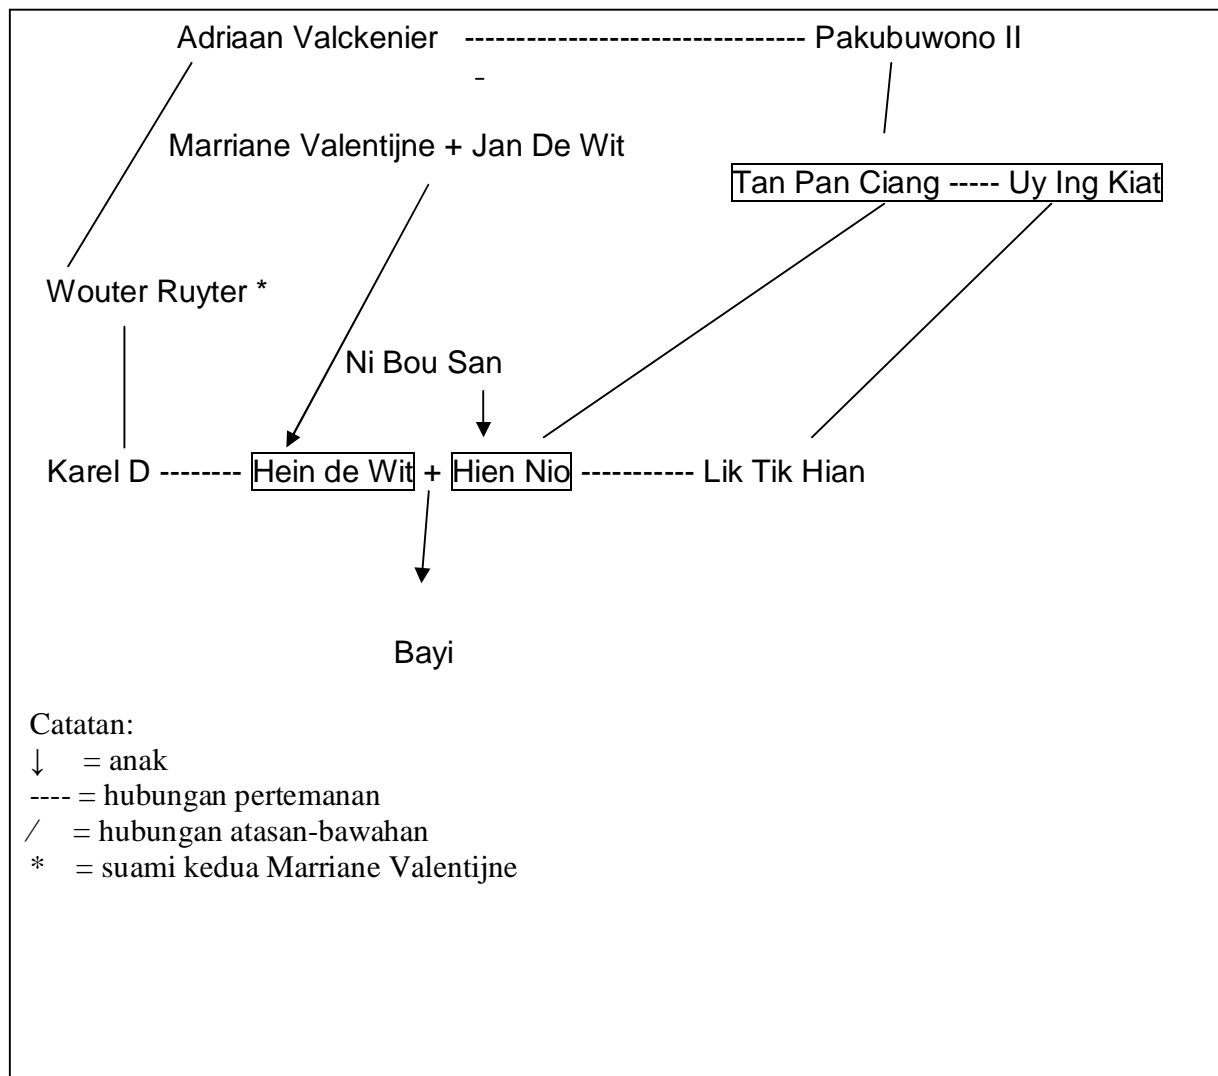 Adriaan Valckenier --------------------------------- Pakubuwono II
-
Marriane Valentijne + Jan De Wit
Tan Pan Ciang ----- Uy Ing Kiat
Wouter Ruyter *
Ni Bou San
Karel D -------- Hein de Wit + Hien Nio ----------- Lik Tik Hian
Bayi
Catatan:
↓ = anak
---- = hubungan pertemanan
/ = hubungan atasan-bawahan
* = suami kedua Marriane Valentijne